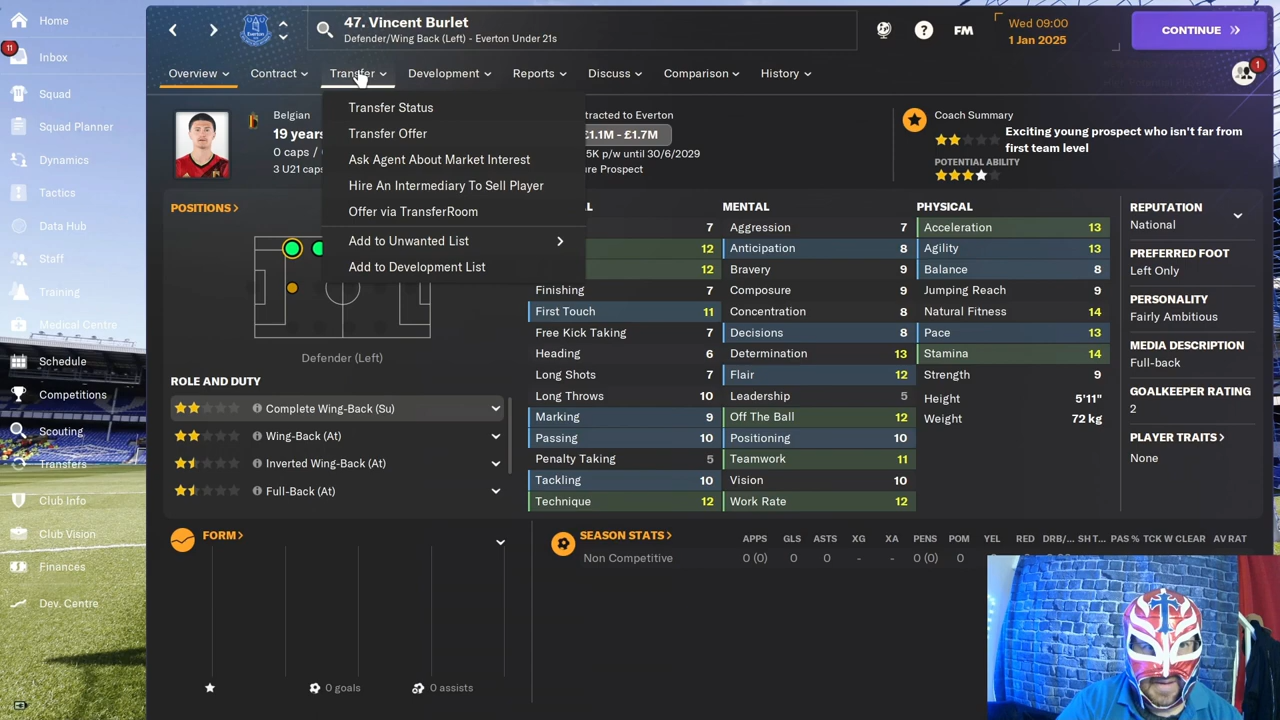 Home
11
Inbox
Squad
Squad Planner
Dynamics
Tactics
Data Hub
Staff
Training
Medical Centre
Schedule
Competitions
Scouting
Transfers
Club Info
Club Vision
Finances
Dev. Centre
47. Vincent Burlet
Defender/Wing Back (Left) - Everton Under 21s
?
FM
Wed 09:00
1 Jan 2025
CONTINUE
Overview
Contract
Transfer
Development
Reports
Discuss
Comparison
History
1
Transfer Status
Transfer Offer
Ask Agent About Market Interest
Hire An Intermediary To Sell Player
Offer via TransferRoom
Add to Unwanted List
Add to Development List
Belgian
19 years
0 caps /
3 U21 caps
tracted to Everton
£1.1M - £1.7M
5K p/w until 30/6/2029
ure Prospect
Coach Summary
Exciting young prospect who isn't far from
first team level
POTENTIAL ABILITY
POSITIONS >
Defender (Left)
ROLE AND DUTY
Complete Wing-Back (Su)
Wing-Back (At)
Inverted Wing-Back (At)
Full-Back (At)
L
7
12
12
Finishing 7
First Touch 11
Free Kick Taking 7
Heading 6
Long Shots 7
Long Throws 10
Marking 9
Passing 10
Penalty Taking 5
Tackling 10
Technique 12
MENTAL
Aggression 7
Anticipation 8
Bravery 9
Composure 9
Concentration 8
Decisions 8
Determination 13
Flair 12
Leadership 5
Off The Ball 12
Positioning 10
Teamwork 11
Vision 10
Work Rate 12
PHYSICAL
Acceleration 13
Agility 13
Balance 8
Jumping Reach 9
Natural Fitness 14
Pace 13
Stamina 14
Strength 9
Height 5'11"
Weight 72 kg
REPUTATION
National
PREFERRED FOOT
Left Only
PERSONALITY
Fairly Ambitious
MEDIA DESCRIPTION
Full-back
GOALKEEPER RATING
2
PLAYER TRAITS >
None
FORM >
0 goals
0 assists
SEASON STATS >
APPS GLS ASTS XG XA PENS POM YEL RED DRB/... SH T... PAS % TCK W CLEAR AV RAT
Non Competitive 0 (0) 0 0 - - 0 (0) 0